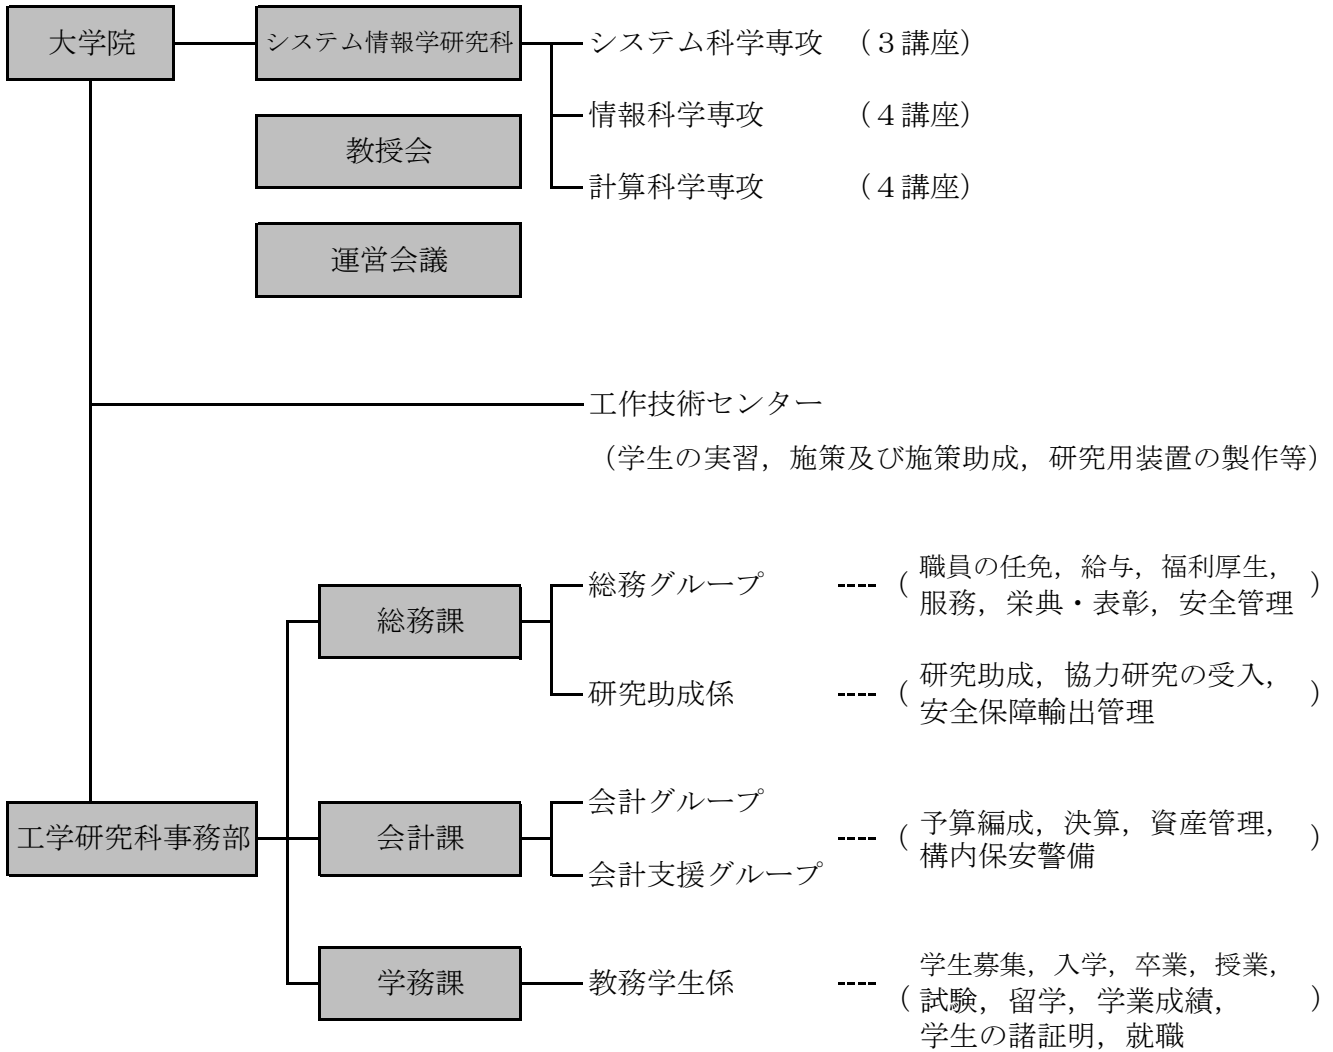 大学院
システム情報学研究科
システム科学専攻 （３講座）
情報科学専攻 （４講座）
教授会
計算科学専攻 （４講座）
運営会議
工作技術センター
（学生の実習，施策及び施策助成，研究用装置の製作等）
総務課
総務グループ ---- （職員の任免，給与，福利厚生，
服務，栄典・表彰，安全管理）
研究助成係 ---- （研究助成，協力研究の受入，
安全保障輸出管理）
工学研究科事務部
会計課
会計グループ
会計支援グループ
---- （予算編成，決算，資産管理，
構内保安警備）
学務課
教務学生係 ---- （学生募集，入学，卒業，授業，
試験，留学，学業成績，
学生の諸証明，就職）